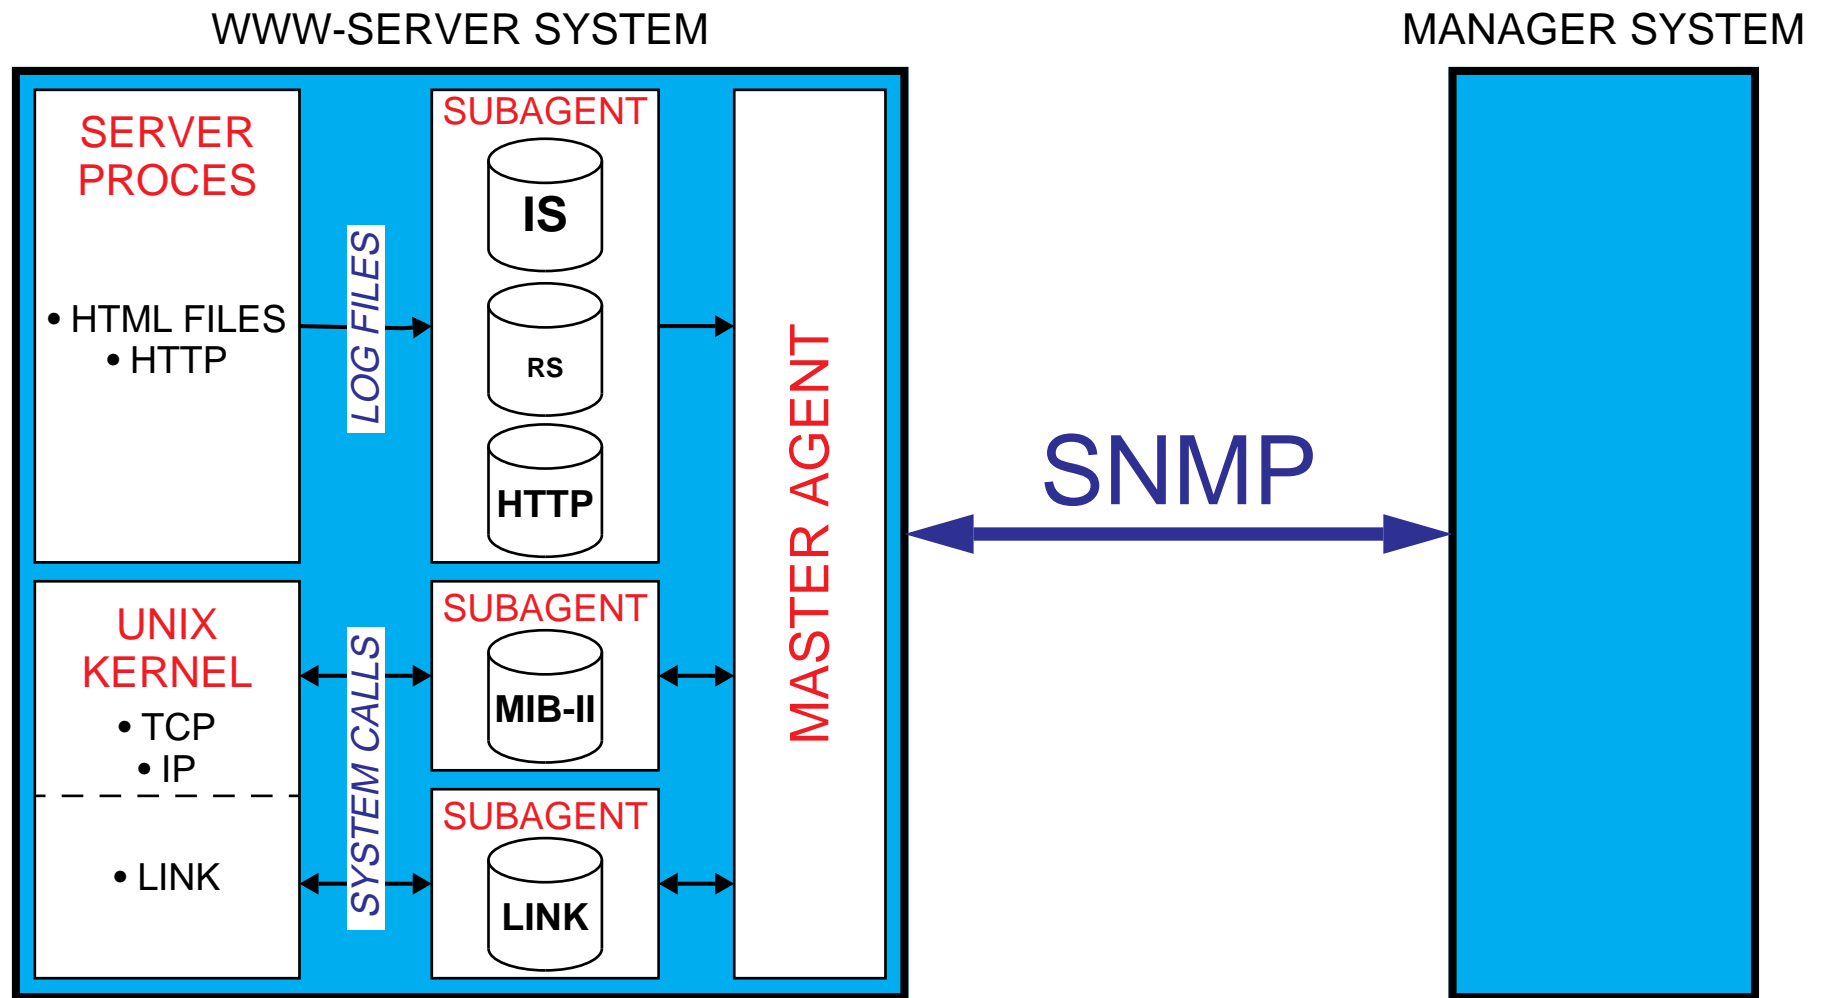 WWW-SERVER SYSTEM
MANAGER SYSTEM
SERVER
PROCES
• HTML FILES
• HTTP
LOG FILES
SUBAGENT
IS
RS
HTTP
MASTER AGENT
SNMP
UNIX
KERNEL
• TCP
• IP
• LINK
SYSTEM CALLS
SUBAGENT
MIB-II
SUBAGENT
LINK